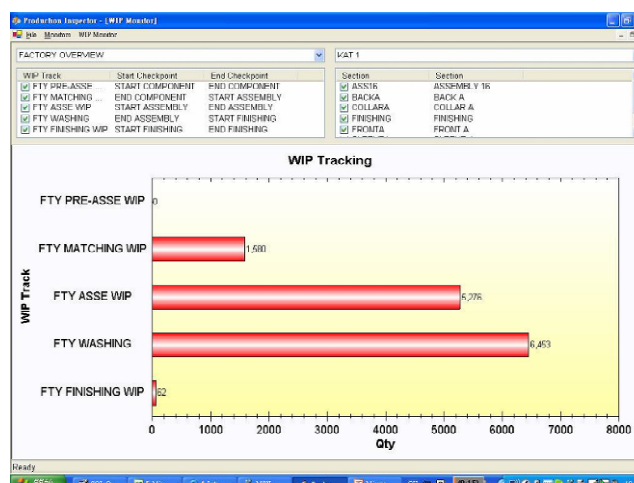 Production Inspector - [WIP Monitor]
File Monitors WIP Monitor
FACTORY OVERVIEW
KAT 1
WIP Track Start Checkpoint End Checkpoint
FTY PRE-ASSE ... START COMPONENT END COMPONENT
FTY MATCHING ... END COMPONENT START ASSEMBLY
FTY ASSE WIP START ASSEMBLY END ASSEMBLY
FTY WASHING END ASSEMBLY START FINISHING
FTY FINISHING WIP START FINISHING END FINISHING
Section Section
ASS16 ASSEMBLY 16
BACKA BACK A
COLLARA COLLAR A
FINISHING FINISHING
FRONTA FRONT A
WIP Tracking
WIP Track
FTY PRE-ASSE WIP 0
FTY MATCHING WIP 1,580
FTY ASSE WIP 5,276
FTY WASHING 6,453
FTY FINISHING WIP 62
0 1000 2000 3000 4000 5000 6000 7000 8000
Qty
Ready